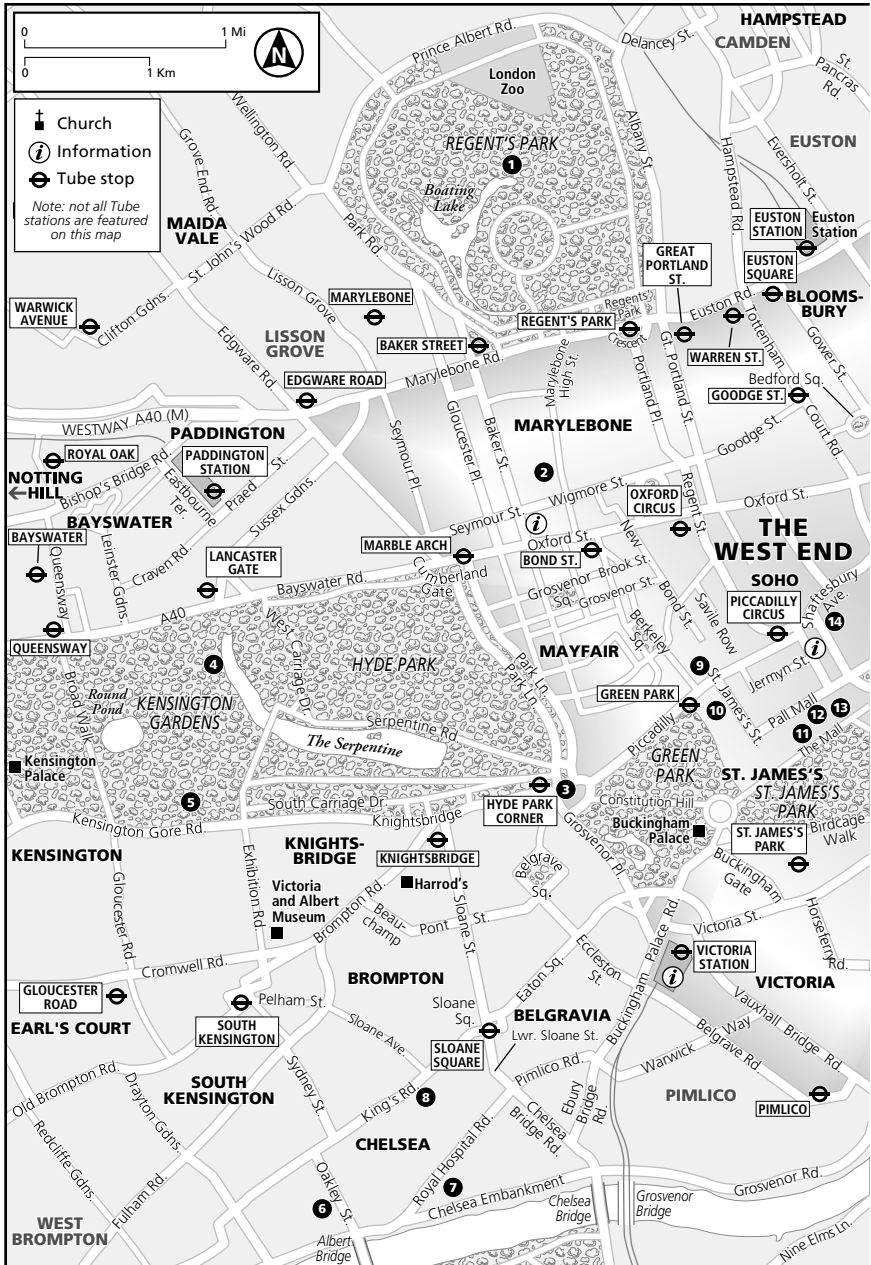 0 1 Mi
0 1 Km
N
Church
Information
Tube stop
Note: not all Tube
stations are featured
on this map
HAMPSTEAD
CAMDEN
Delancey St.
St.
Pancras
Rd.
Prince Albert Rd.
London
Zoo
Wellington Rd.
Albany St.
EUSTON
REGENT'S PARK
1
Hampstead Rd.
Eversholt St.
Grove End Rd.
Boating
Lake
MAIDA
VALE
St. John's Wood Rd.
Park Rd.
EUSTON
STATION
Euston
Station
GREAT
PORTLAND
ST.
EUSTON
SQUARE
Lisson Grove
MARYLEBONE
Regents'
Park
Crescent
Euston Rd.
BLOOMS-
BURY
WARWICK
AVENUE
Clifton Gdns.
REGENT'S PARK
LISSON
GROVE
BAKER STREET
WARREN ST.
Tottenham
Court Rd
Gower St.
Edgware Rd.
Marylebone Rd.
Marylebone
High St.
Gt. Portland St.
Portland Pl.
Bedford Sq.
EDGWARE ROAD
GOODGE ST.
WESTWAY A40 (M)
Gloucester Pl.
Baker St.
MARYLEBONE
Goodge St.
PADDINGTON
Seymour Pl.
ROYAL OAK
PADDINGTON
STATION
NOTTING
HILL
Bishop's Bridge Rd.
Eastbourne
Ter.
Praed St.
Sussex Gdns.
2
Wigmore St.
Regent St.
OXFORD
CIRCUS
Oxford St.
BAYSWATER
Seymour St.
i
New
Bond St.
THE
WEST END
BAYSWATER
Queensway
Leinster Gdns.
Craven Rd.
LANCASTER
GATE
MARBLE ARCH
Oxford St.
BOND ST.
Cumberland
Gate
Bayswater Rd.
Grosvenor
Sq.
Brook St.
Grosvenor St.
SOHO
Shaftesbury
Ave.
A40
West Carriage Dr.
Berkeley
Sq.
Savile Row
PICCADILLY
CIRCUS
14
QUEENSWAY
4
HYDE PARK
MAYFAIR
i
Broad Walk
Round
Pond
KENSINGTON
GARDENS
Park Ln.
Park Ln.
9
St. James's St.
Jermyn St.
GREEN PARK
10
Pall Mall
12
13
11
Serpentine Rd
The Serpentine
Piccadilly
The Mall
Kensington
Palace
GREEN
PARK
ST. JAMES'S
ST. JAMES'S
PARK
5
South Carriage Dr.
HYDE PARK
CORNER
3
Constitution Hill
Kensington Gore Rd.
Knightsbridge
Buckingham
Palace
ST. JAMES'S
PARK
Birdcage
Walk
KENSINGTON
KNIGHTS-
BRIDGE
KNIGHTSBRIDGE
Grosvenor Pl.
Belgrave
Sq.
Buckingham
Gate
Gloucester Rd.
Exhibition Rd.
Victoria
and Albert
Museum
Harrod's
Brompton Rd.
Beau-
champ
Sloane St.
Pont St.
Victoria St.
Horseferry
Rd.
Cromwell Rd.
Eccleston
St.
Buckingham Palace Rd.
VICTORIA
STATION
i
BROMPTON
Eaton Sq.
VICTORIA
GLOUCESTER
ROAD
Pelham St.
Sloane
Sq.
BELGRAVIA
EARL'S COURT
SOUTH
KENSINGTON
Sloane Ave.
SLOANE
SQUARE
Lwr. Sloane St.
Vauxhall Bridge Rd.
Belgrave Rd.
Warwick Way
Old Brompton Rd.
SOUTH
KENSINGTON
Sydney St.
Pimlico Rd.
PIMLICO
Drayton Gdns.
King's Rd.
8
Ebury
Bridge
Rd.
PIMLICO
Redcliffe Gdns.
CHELSEA
Chelsea
Bridge Rd.
Royal Hospital Rd.
Fulham Rd.
Oakley St.
7
Chelsea Embankment
Grosvenor Rd.
6
WEST
BROMPTON
Albert
Bridge
Chelsea
Bridge
Grosvenor
Bridge
Nine Elms Ln.